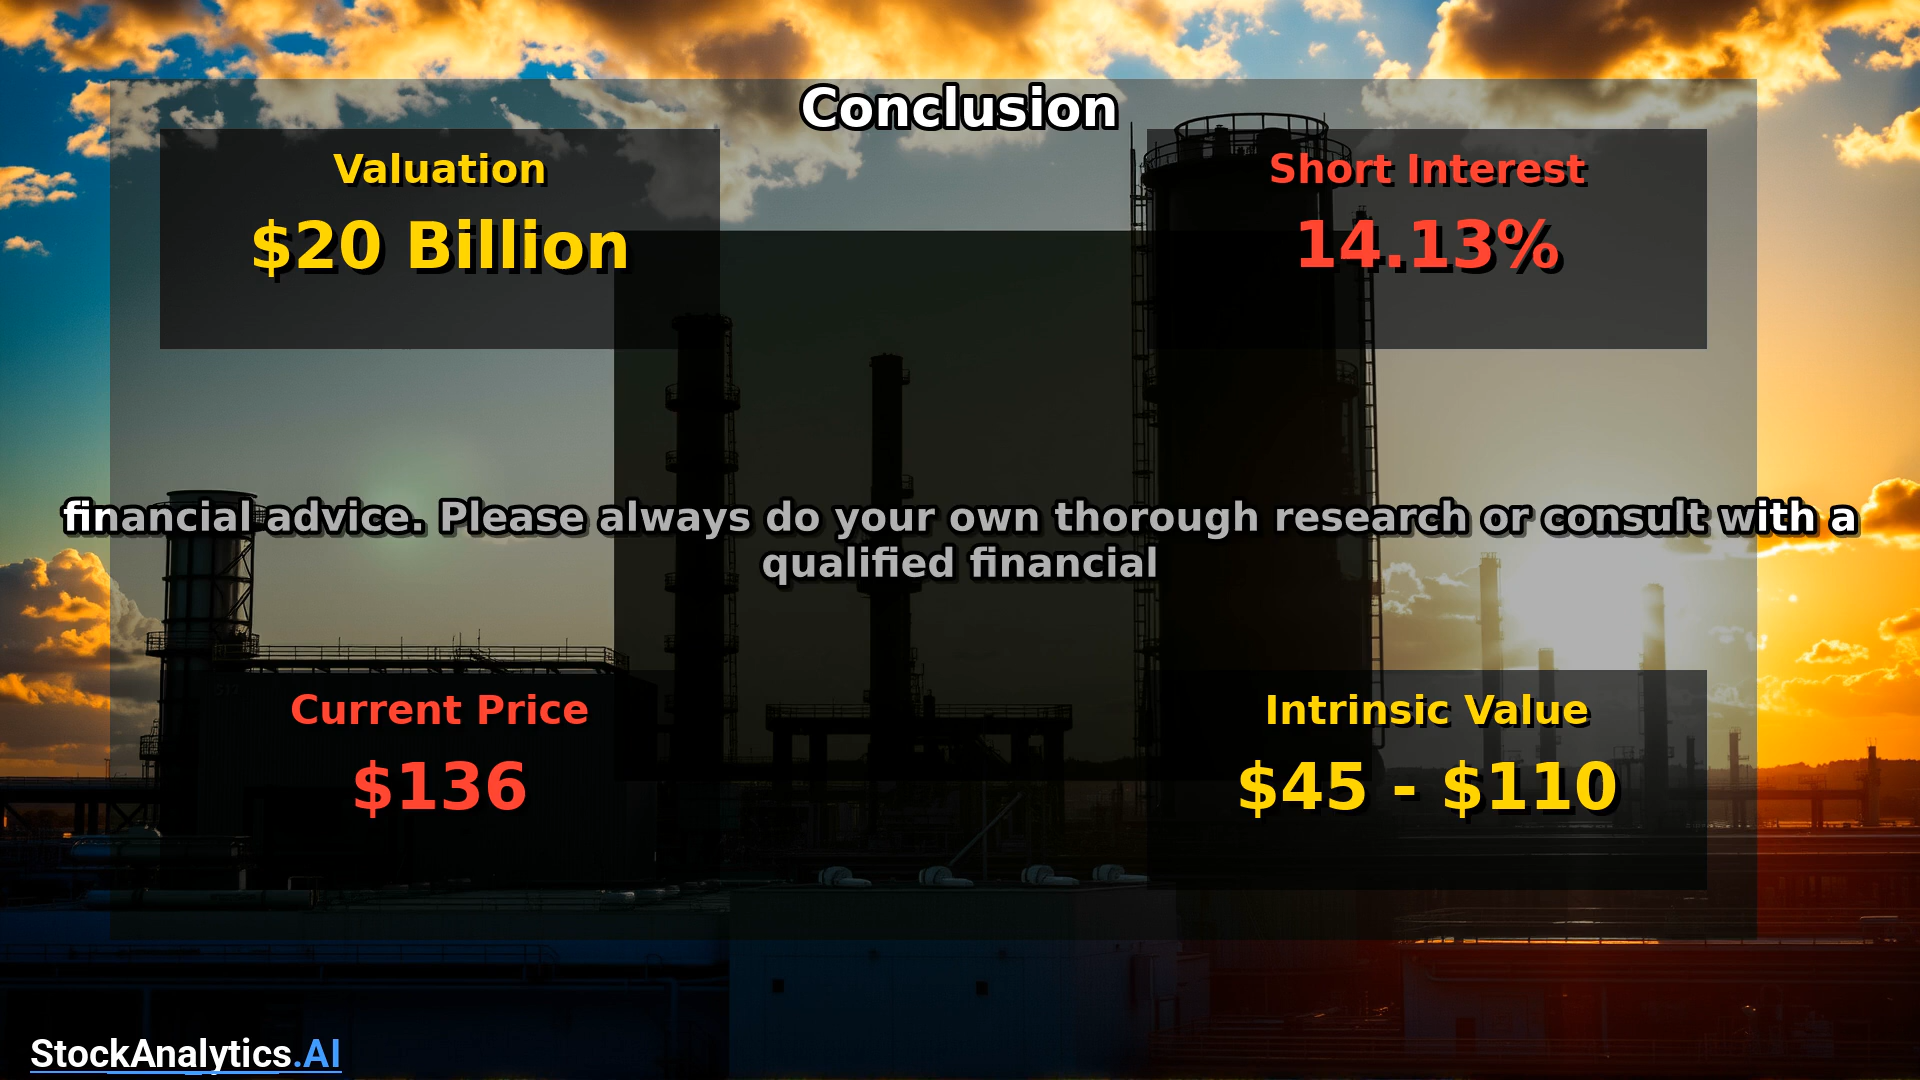 Conclusion
Valuation
$20 Billion
Short Interest
14.13%
financial advice. Please always do your own thorough research or consult with a
qualified financial
Current Price
$136
Intrinsic Value
$45 - $110
StockAnalytics.AI